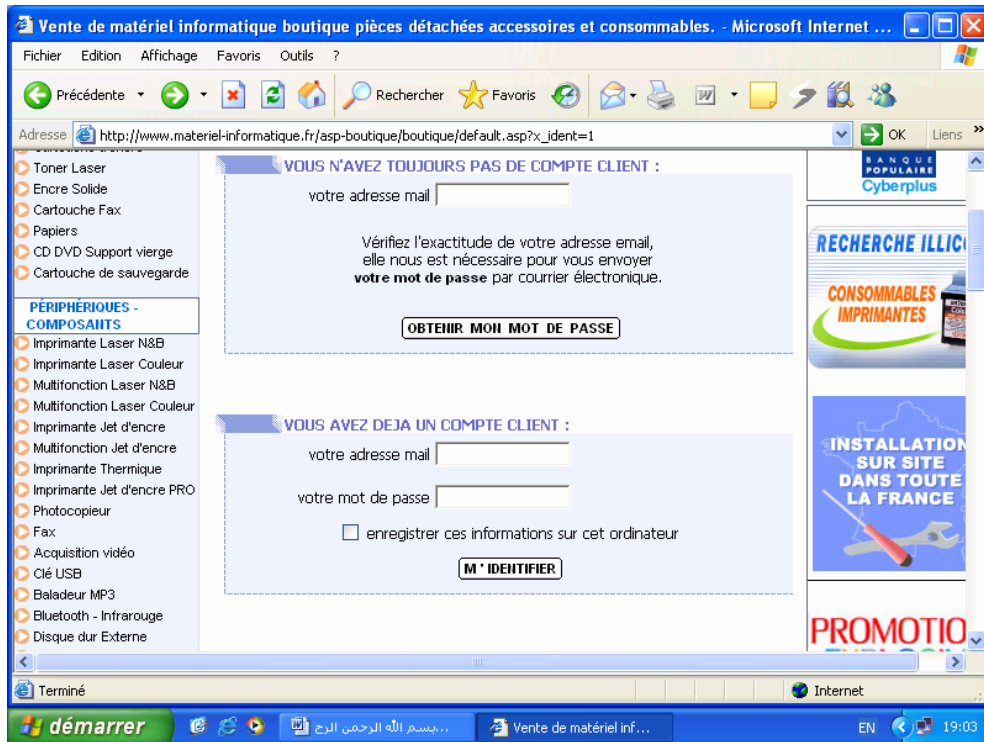 Vente de matériel informatique boutique pièces détachées accessoires et consommables. - Microsoft Internet ...
Fichier Edition Affichage Favoris Outils ?
Précédente Rechercher Favoris
Adresse http://www.materiel-informatique.fr/asp-boutique/boutique/default.asp?x_ident=1 OK Liens »
Toner Laser
Encre Solide
Cartouche Fax
Papiers
CD DVD Support vierge
Cartouche de sauvegarde
PÉRIPHÉRIQUES -
COMPOSANTS
Imprimante Laser N&B
Imprimante Laser Couleur
Multifonction Laser N&B
Multifonction Laser Couleur
Imprimante Jet d'encre
Multifonction Jet d'encre
Imprimante Thermique
Imprimante Jet d'encre PRO
Photocopieur
Fax
Acquisition vidéo
Clé USB
Baladeur MP3
Bluetooth - Infrarouge
Disque dur Externe
VOUS N'AVEZ TOUJOURS PAS DE COMPTE CLIENT :
votre adresse mail
Vérifiez l'exactitude de votre adresse email,
elle nous est nécessaire pour vous envoyer
votre mot de passe par courrier électronique.
OBTENIR MON MOT DE PASSE
VOUS AVEZ DEJA UN COMPTE CLIENT :
votre adresse mail
votre mot de passe
enregistrer ces informations sur cet ordinateur
M'IDENTIFIER
BANQUE
POPULAIRE
Cyberplus
RECHERCHE ILLIC
CONSOMMABLES
IMPRIMANTES
INSTALLATION
SUR SITE
DANS TOUTE
LA FRANCE
PROMOTIO
Terminé Internet
démarrer بسم الله الرحمن الرح... Vente de matériel inf... EN 19:03